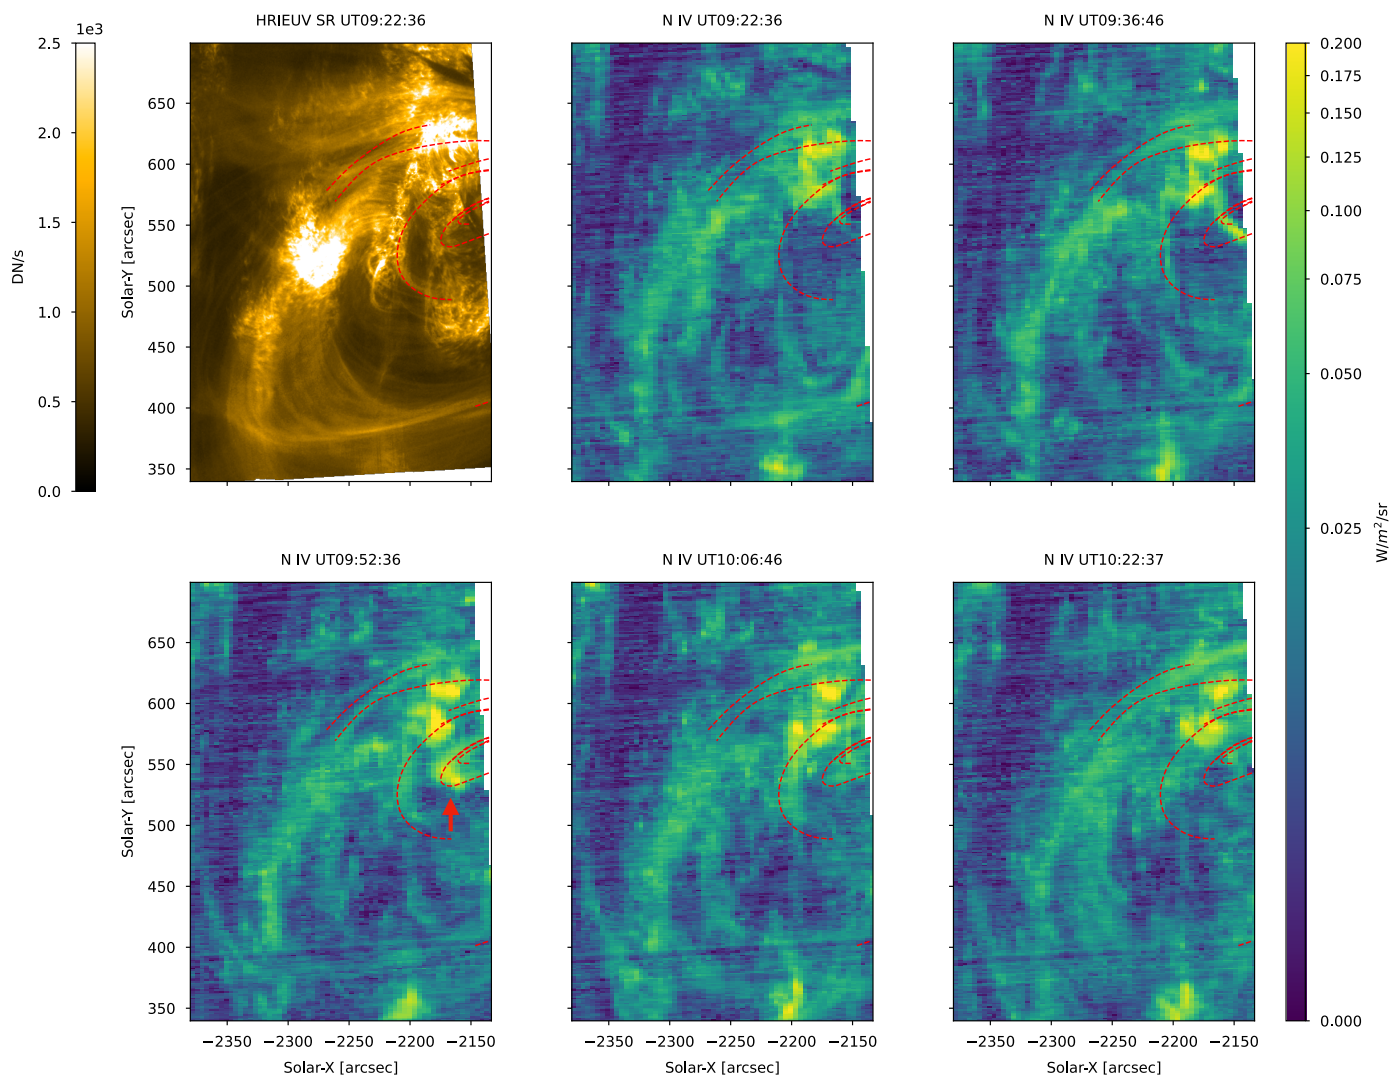 HRIEUV SR UT09:22:36
N IV UT09:22:36
N IV UT09:36:46
1e3
2.5
2.0
1.5
1.0
0.5
0.0
DN/s
650
600
550
500
450
400
350
Solar-Y [arcsec]
0.200
0.175
0.150
0.125
0.100
0.075
0.050
0.025
0.000
W/m²/sr
N IV UT09:52:36
N IV UT10:06:46
N IV UT10:22:37
650
600
550
500
450
400
350
Solar-Y [arcsec]
−2350 −2300 −2250 −2200 −2150
−2350 −2300 −2250 −2200 −2150
−2350 −2300 −2250 −2200 −2150
Solar-X [arcsec]
Solar-X [arcsec]
Solar-X [arcsec]